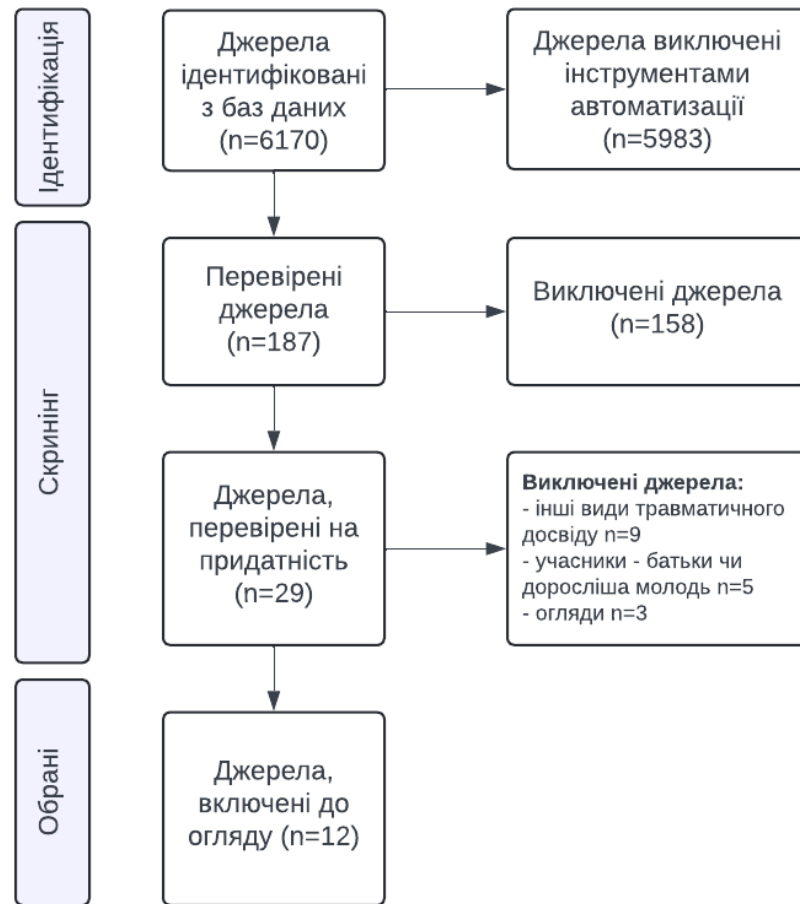 Ідентифікація
Джерела
ідентифіковані
з баз даних
(n=6170)
Джерела виключені
інструментами
автоматизації
(n=5983)
Скринінг
Перевірені
джерела
(n=187)
Виключені джерела
(n=158)
Джерела,
перевірені на
придатність
(n=29)
Виключені джерела:
- інші види травматичного
досвіду n=9
- учасники - батьки чи
доросліша молодь n=5
- огляди n=3
Обрані
Джерела,
включені до
огляду (n=12)